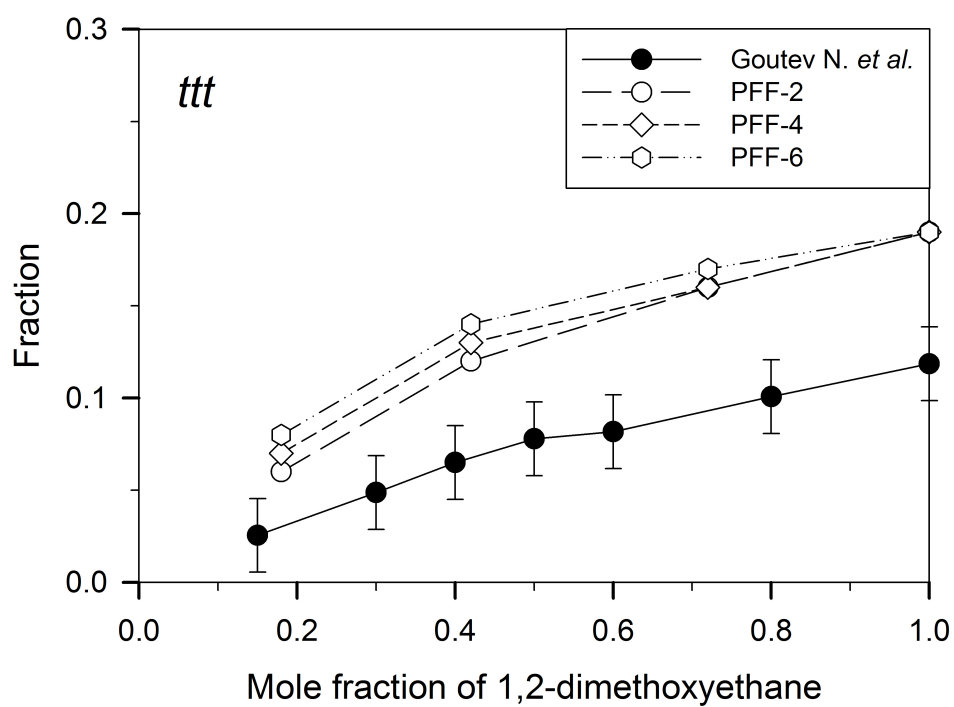 0.3
ttt
Goutev N. et al.
PFF-2
PFF-4
PFF-6
0.2
Fraction
0.1
0.0
0.0 0.2 0.4 0.6 0.8 1.0
Mole fraction of 1,2-dimethoxyethane